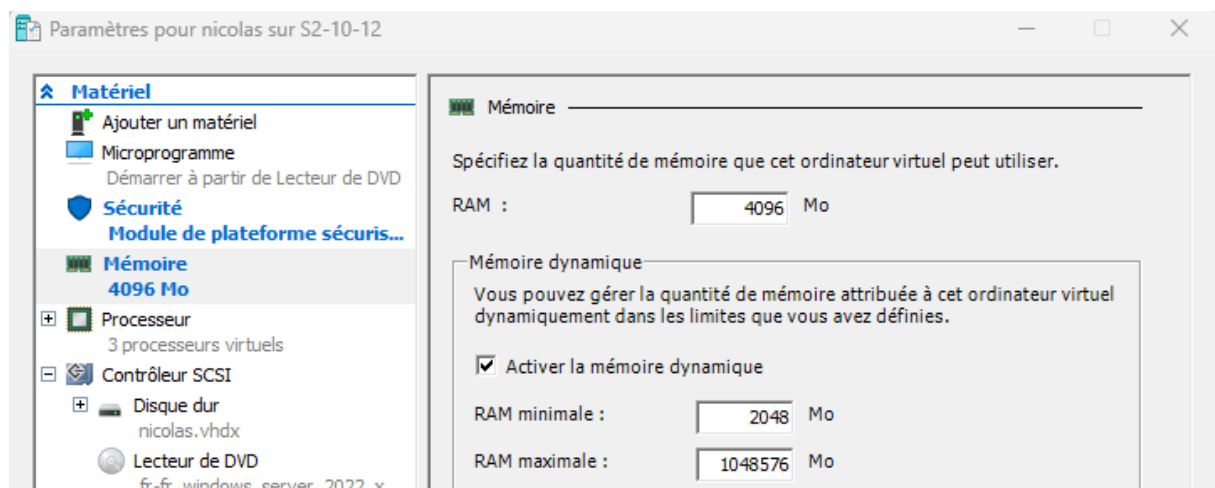 Paramètres pour nicolas sur S2-10-12
Matériel
Ajouter un matériel
Microprogramme
Démarrer à partir de Lecteur de DVD
Sécurité
Module de plateforme sécuris...
Mémoire
4096 Mo
Processeur
3 processeurs virtuels
Contrôleur SCSI
Disque dur
nicolas.vhdx
Lecteur de DVD
fr-fr_windows_server_2022_x
Mémoire
Spécifiez la quantité de mémoire que cet ordinateur virtuel peut utiliser.
RAM : 4096 Mo
Mémoire dynamique
Vous pouvez gérer la quantité de mémoire attribuée à cet ordinateur virtuel
dynamiquement dans les limites que vous avez définies.
Activer la mémoire dynamique
RAM minimale : 2048 Mo
RAM maximale : 1048576 Mo